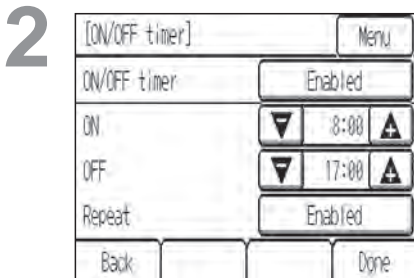 2
[ON/OFF timer] Menu
ON/OFF timer Enabled
ON 8:00
OFF 17:00
Repeat Enabled
Back Done